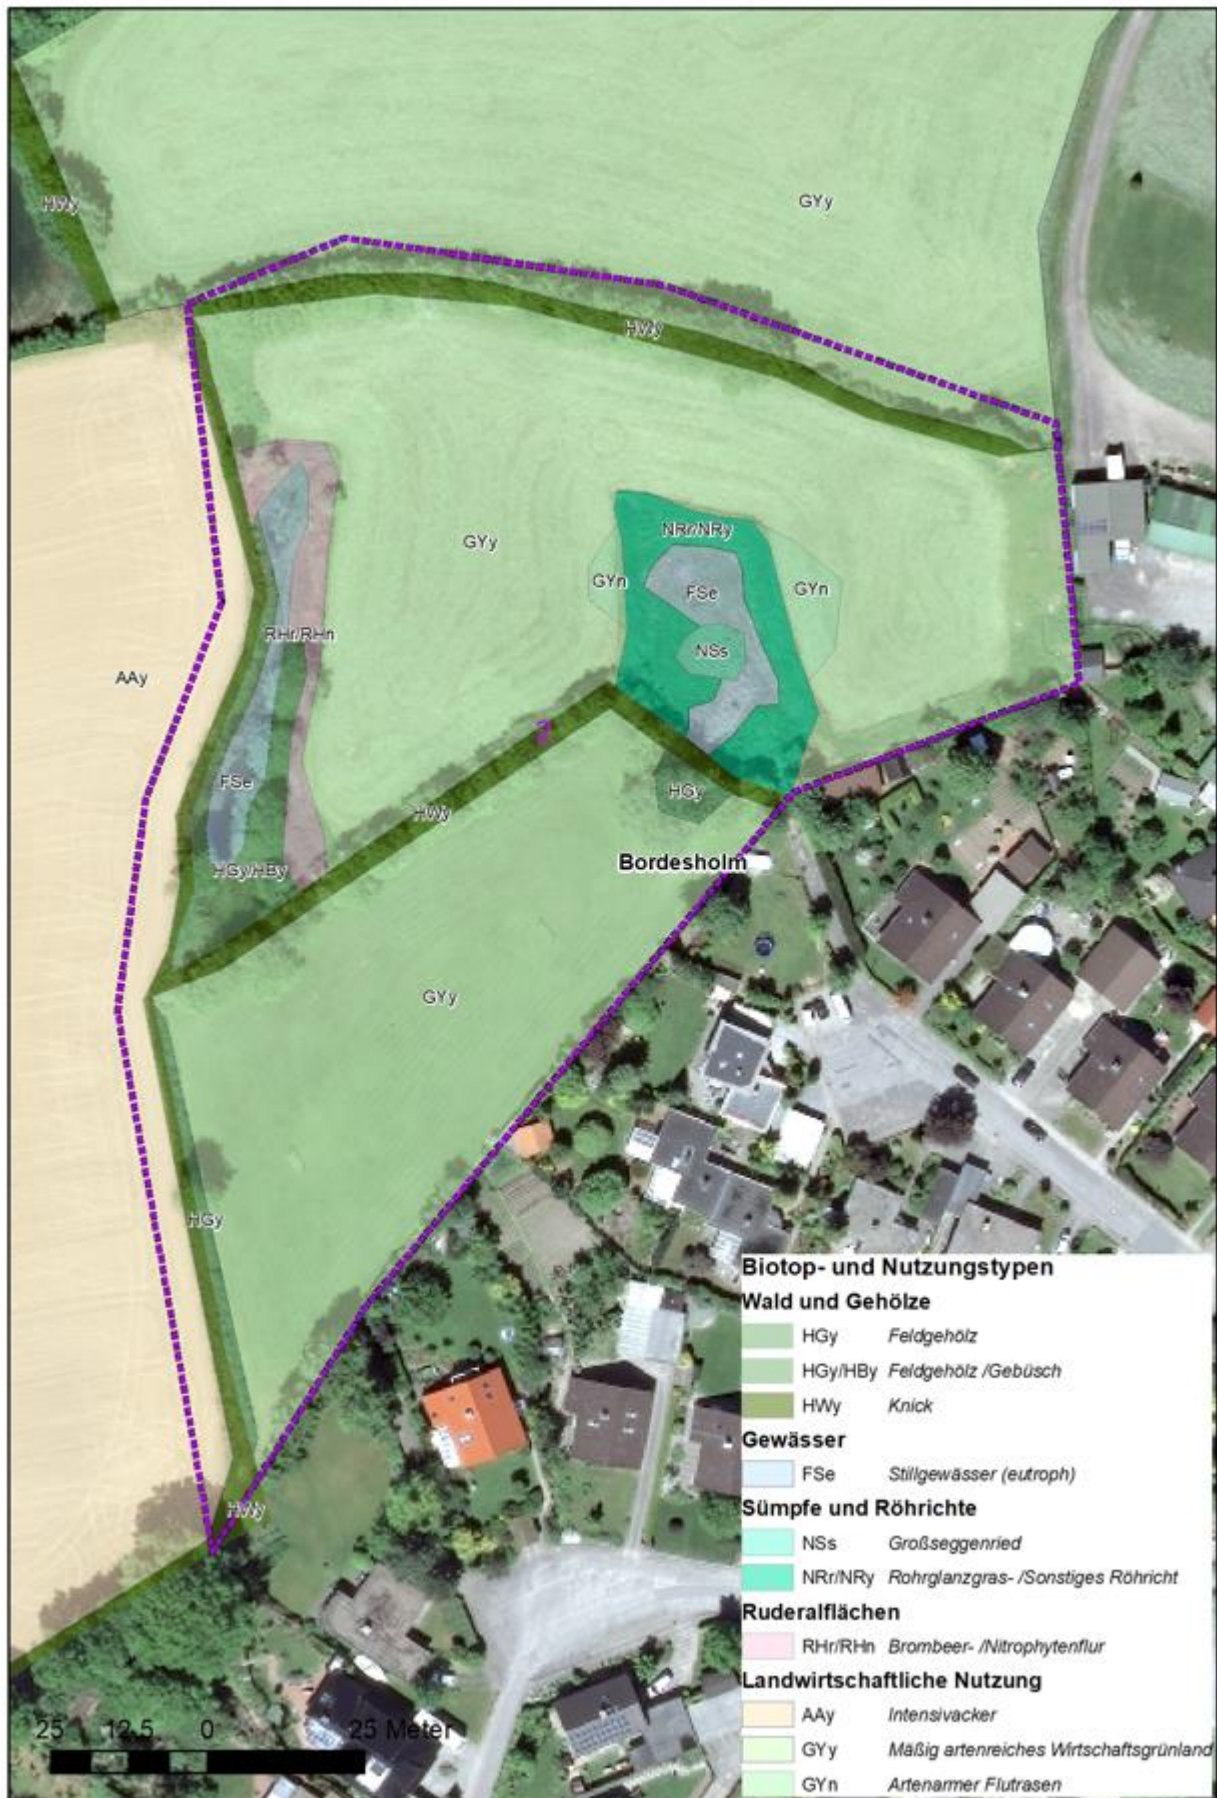 GYy
HWy
HWy
NRr/NRy
GYy
GYn
FSe
GYn
RHr/RHn
NSs
AAy
FSe
HGy
HWy
Bordesholm
HGy/HBy
GYy
HGy
HWy
Biotop- und Nutzungstypen
Wald und Gehölze
HGy Feldgehölz
HGy/HBy Feldgehölz /Gebüsch
HWy Knick
Gewässer
FSe Stillgewässer (eutroph)
Sümpfe und Röhrichte
NSs Großseggenried
NRr/NRy Rohrglanzgras- /Sonstiges Röhricht
Ruderalflächen
RHr/RHn Brombeer- /Nitrophytenflur
Landwirtschaftliche Nutzung
AAy Intensivacker
GYy Mäßig artenreiches Wirtschaftsgrünland
GYn Artenarmer Flutrasen
25 12,5 0 25 Meter